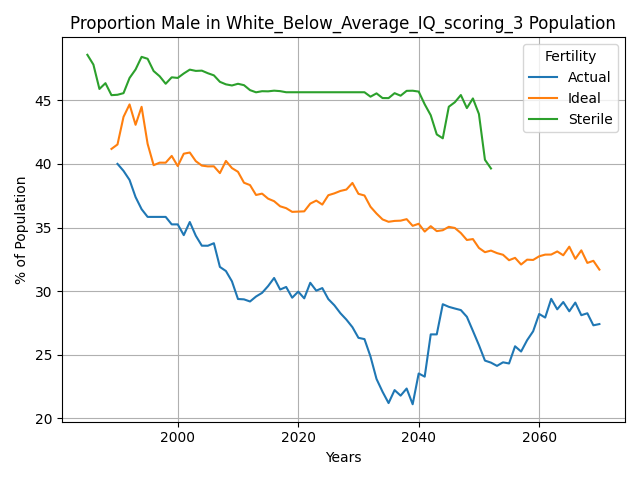 Proportion Male in White_Below_Average_IQ_scoring_3 Population
Fertility
Actual
Ideal
Sterile
% of Population
45
40
35
30
25
20
2000
2020
2040
2060
Years